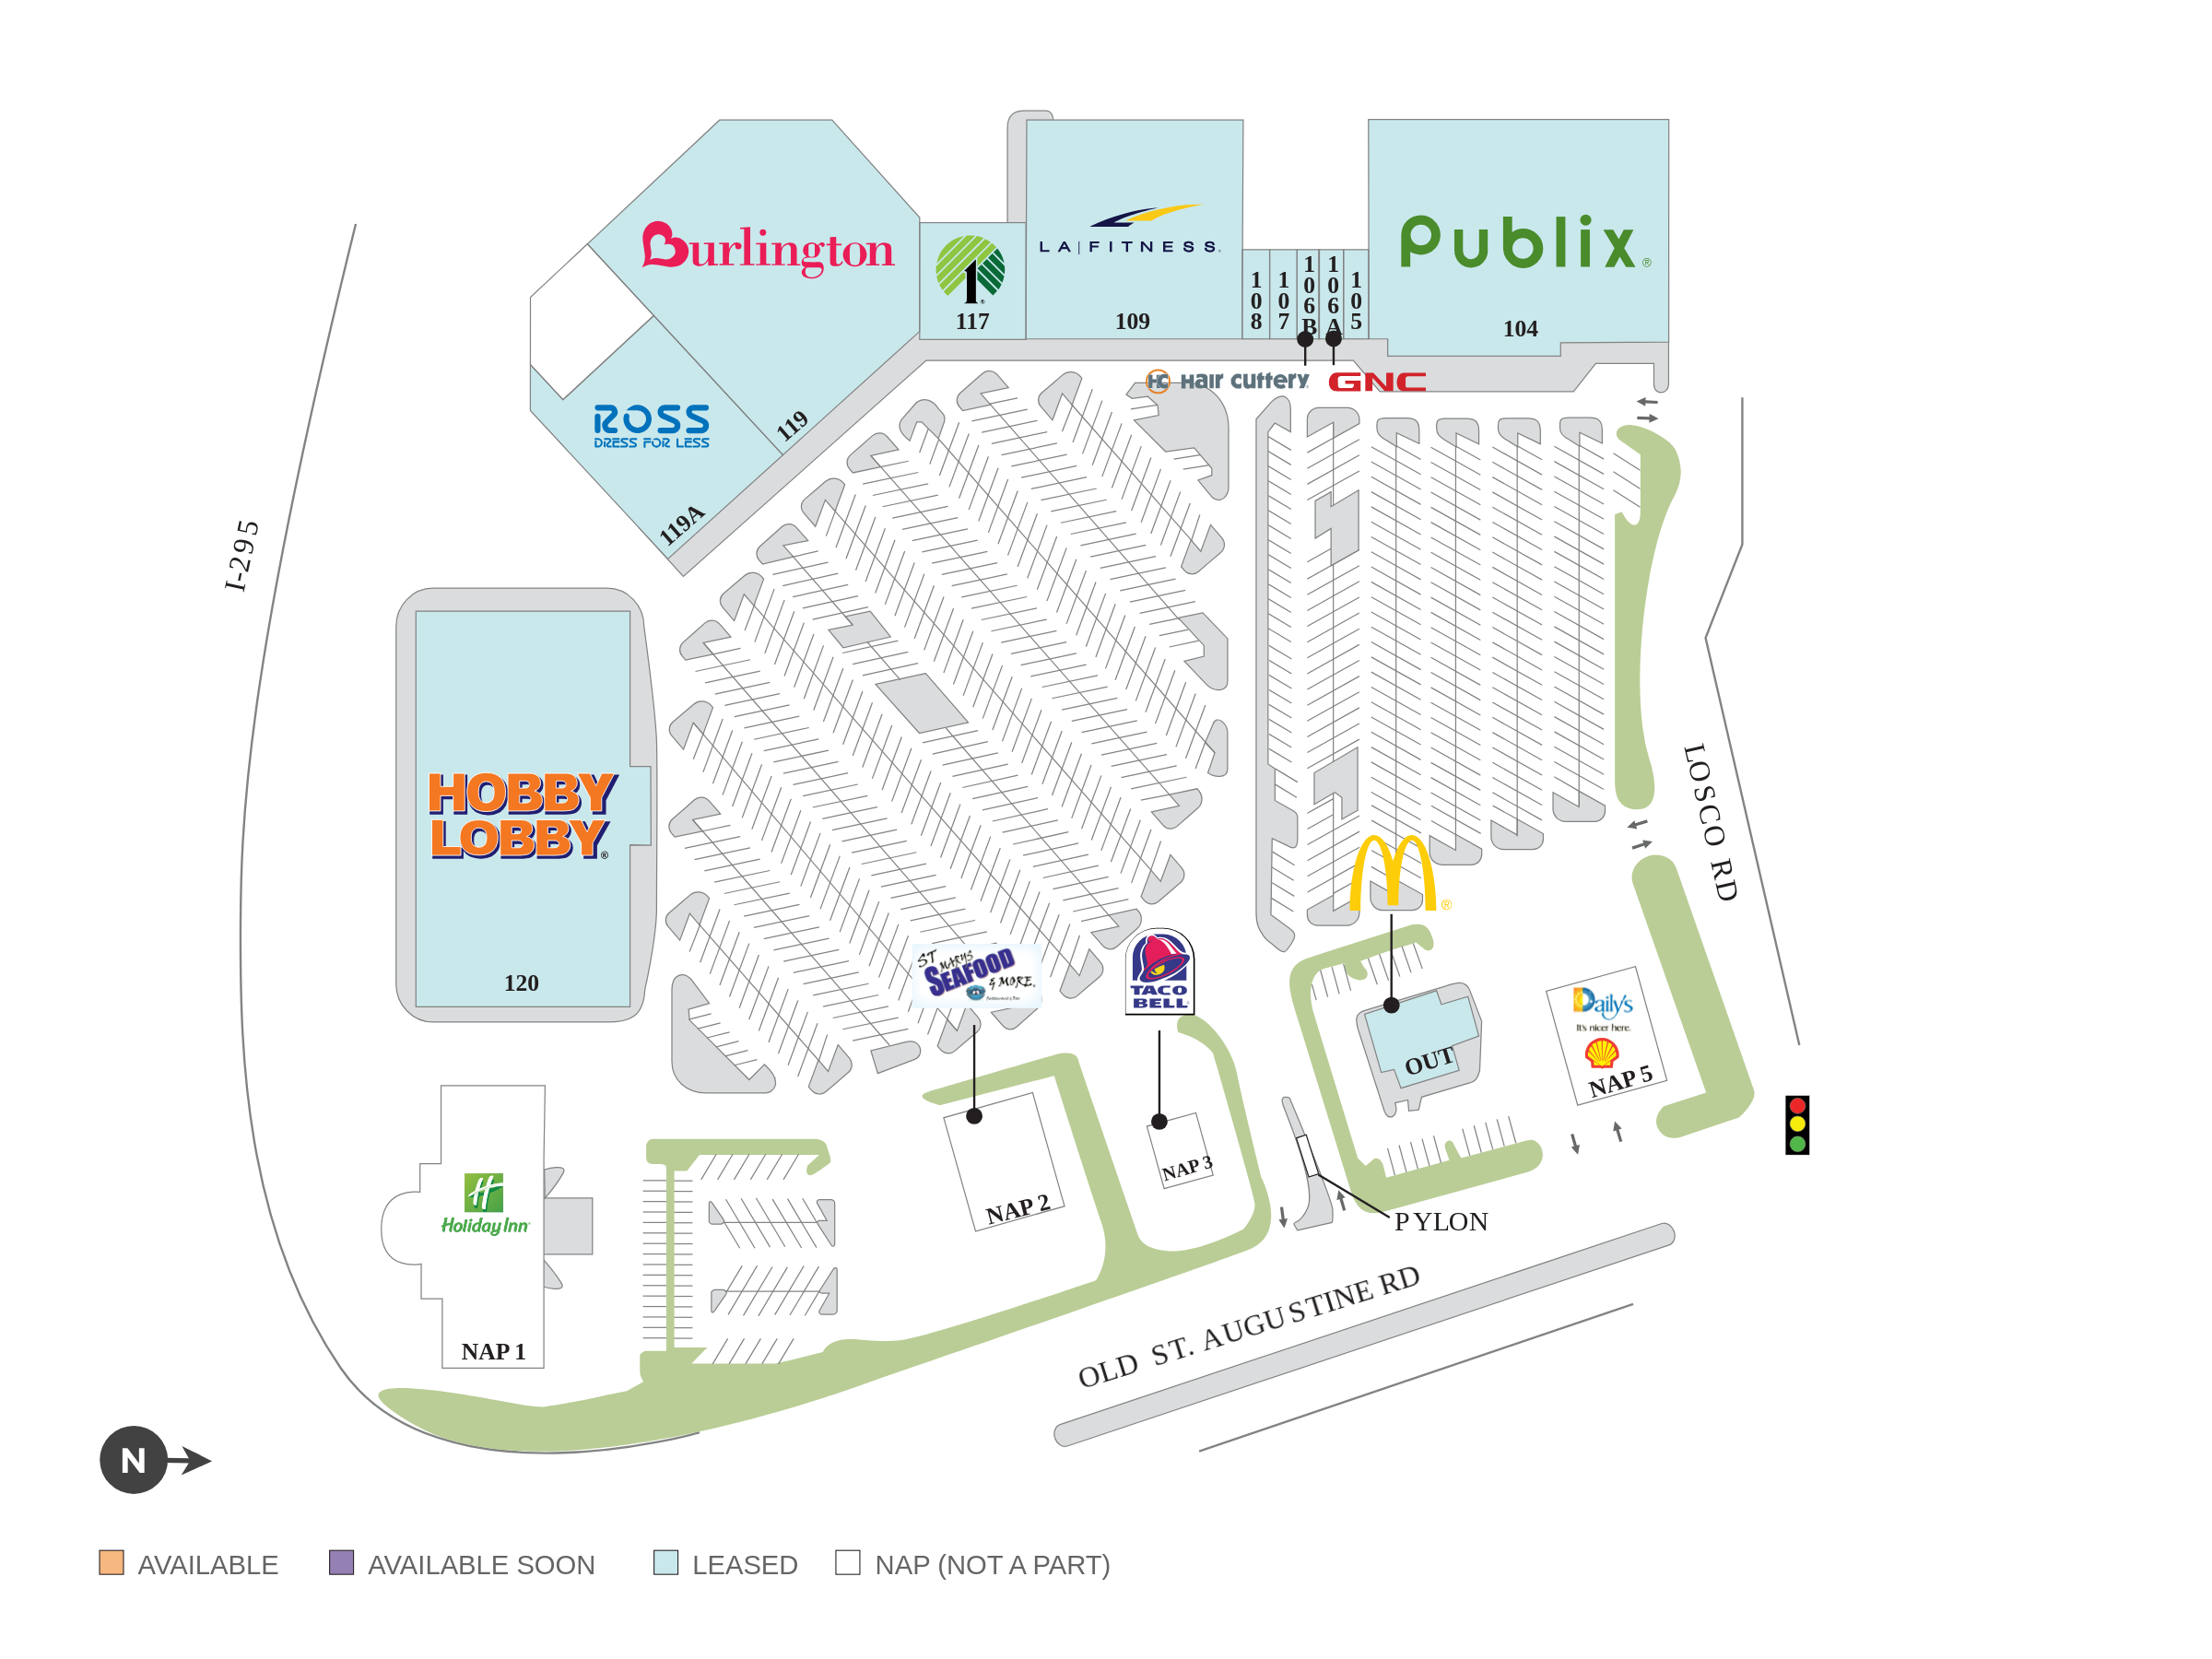 Burlington
LA|FITNESS.
Publix®
1
117
109
108
107
106B
106A
105
104
HC Hair Cuttery
GNC
ROSS
DRESS FOR LESS
119
119A
I-295
HOBBY
LOBBY®
120
LOSCO RD
®
ST MARYS
SEAFOOD
& MORE.
TACO
BELL
Daily's
It's nicer here.
OUT
NAP 5
NAP 3
NAP 2
Holiday Inn
PYLON
NAP 1
OLD ST. AUGUSTINE RD
N
AVAILABLE
AVAILABLE SOON
LEASED
NAP (NOT A PART)